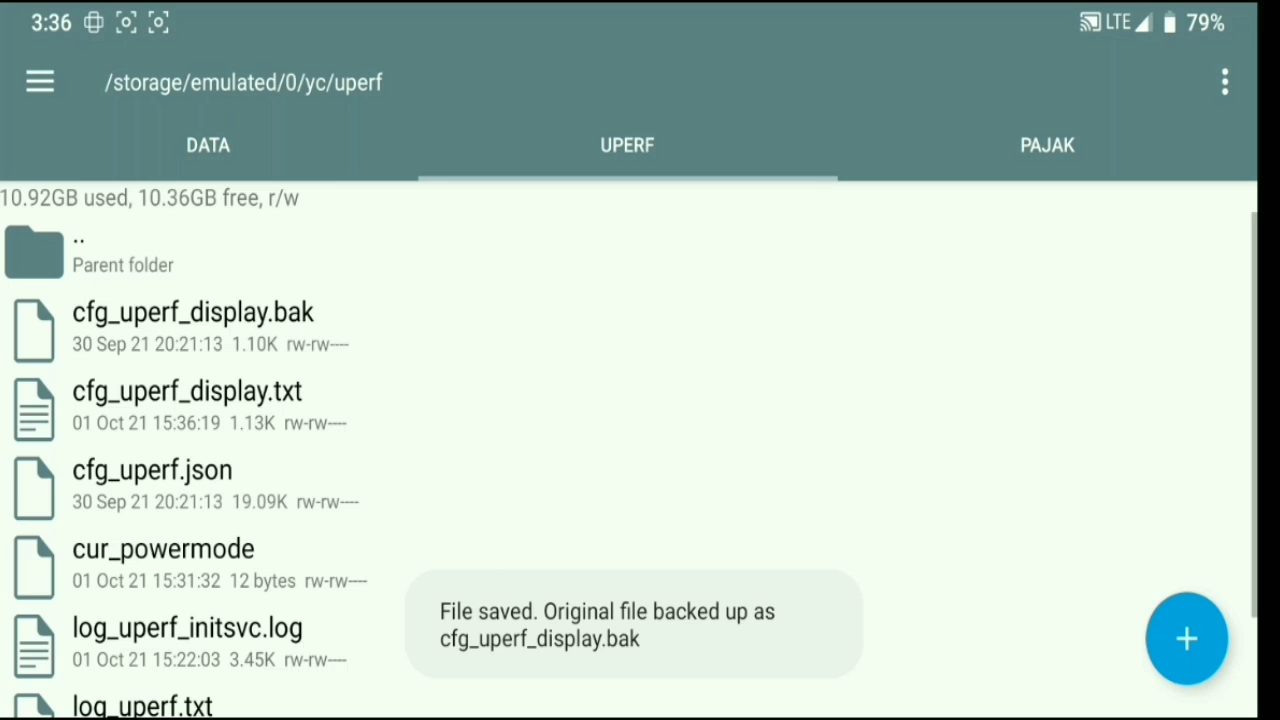 3:36 LTE 79%
/storage/emulated/0/yc/uperf
DATA UPERF PAJAK
10.92GB used, 10.36GB free, r/w
..
Parent folder
cfg_uperf_display.bak
30 Sep 21 20:21:13 1.10K rw-rw----
cfg_uperf_display.txt
01 Oct 21 15:36:19 1.13K rw-rw----
cfg_uperf.json
30 Sep 21 20:21:13 19.09K rw-rw----
cur_powermode
01 Oct 21 15:31:32 12 bytes rw-rw----
File saved. Original file backed up as
cfg_uperf_display.bak
log_uperf_initsvc.log
01 Oct 21 15:22:03 3.45K rw-rw----
log_uperf.txt